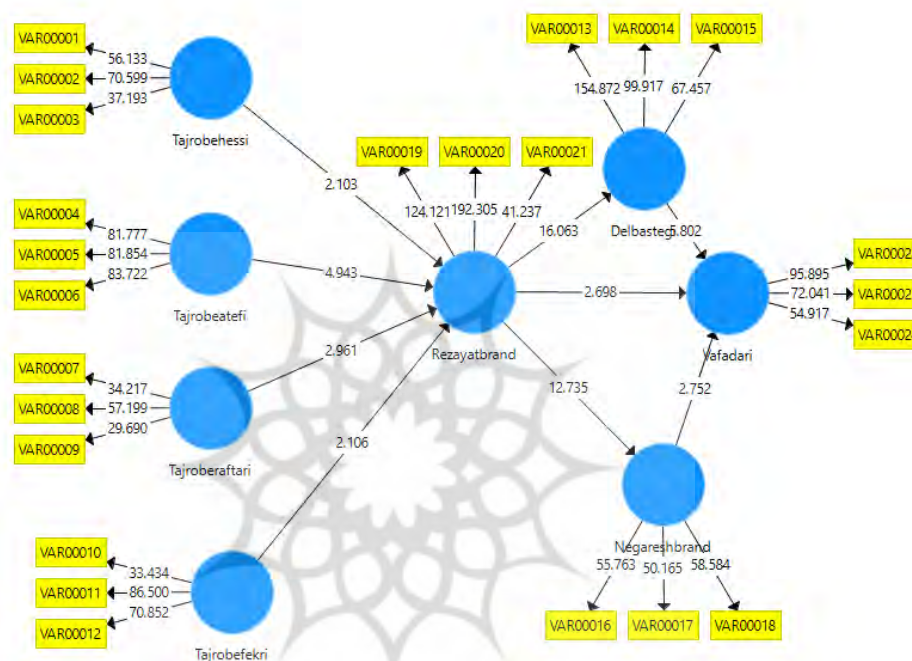 VAR00001
56.133
VAR00002
70.599
VAR00003
37.193
Tajrobehessi
2.103
VAR00004
81.777
VAR00005
81.854
VAR00006
83.722
Tajrobeatefi
4.943
VAR00007
34.217
VAR00008
57.199
VAR00009
29.690
Tajroberaftari
2.961
VAR00010
33.434
VAR00011
86.500
VAR00012
70.852
Tajrobefekri
2.106
VAR00019
VAR00020
VAR00021
124.121
192.305
41.237
Rezayatbrand
16.063
2.698
12.735
VAR00013
VAR00014
VAR00015
154.872
99.917
67.457
Delbastegi
5.802
95.895
VAR0002
72.041
VAR0002
54.917
VAR0002
Vafadari
2.752
Negareshbrand
55.763
50.165
58.584
VAR00016
VAR00017
VAR00018